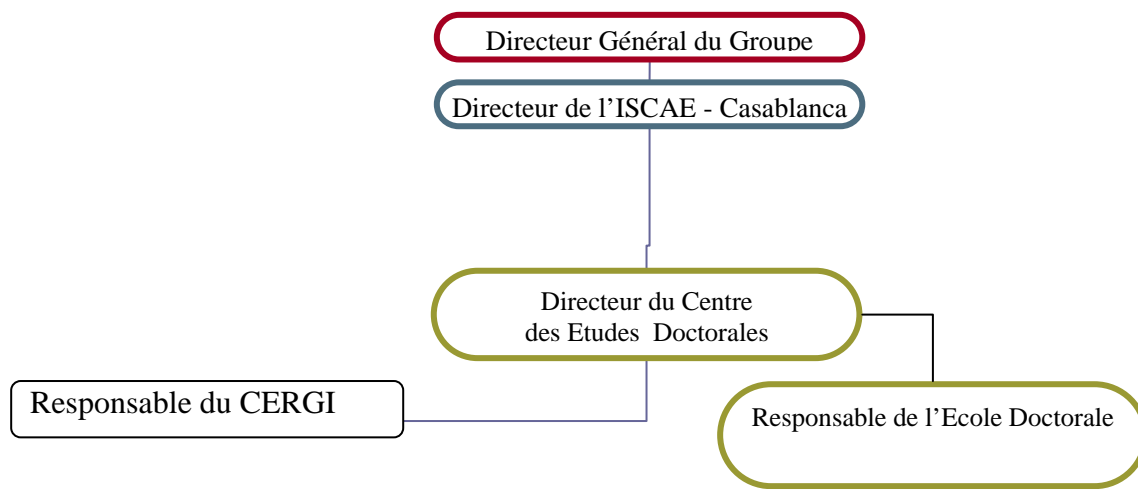 Directeur Général du Groupe
Directeur de l’ISCAE - Casablanca
Directeur du Centre
des Etudes Doctorales
Responsable du CERGI
Responsable de l’Ecole Doctorale